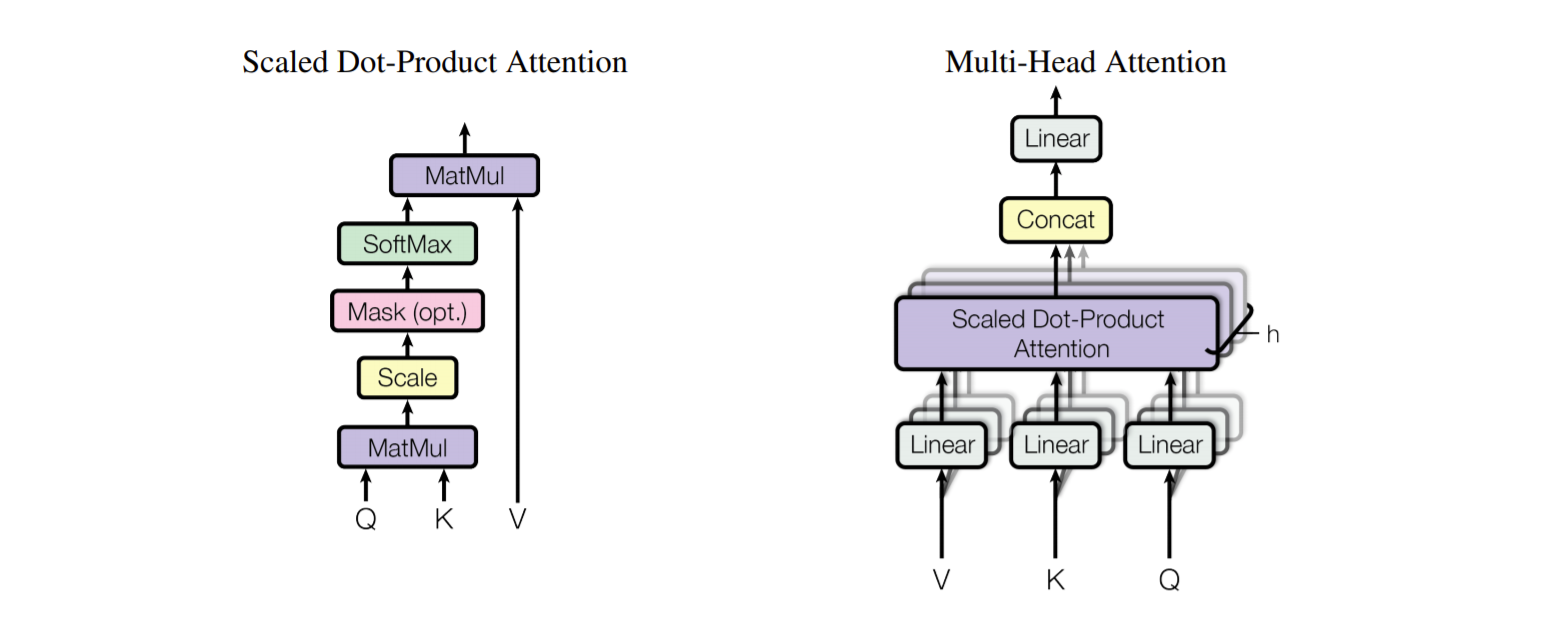 Scaled Dot-Product Attention
MatMul
SoftMax
Mask (opt.)
Scale
MatMul
Q K V
Multi-Head Attention
Linear
Concat
Scaled Dot-Product
Attention
h
Linear Linear Linear
V K Q